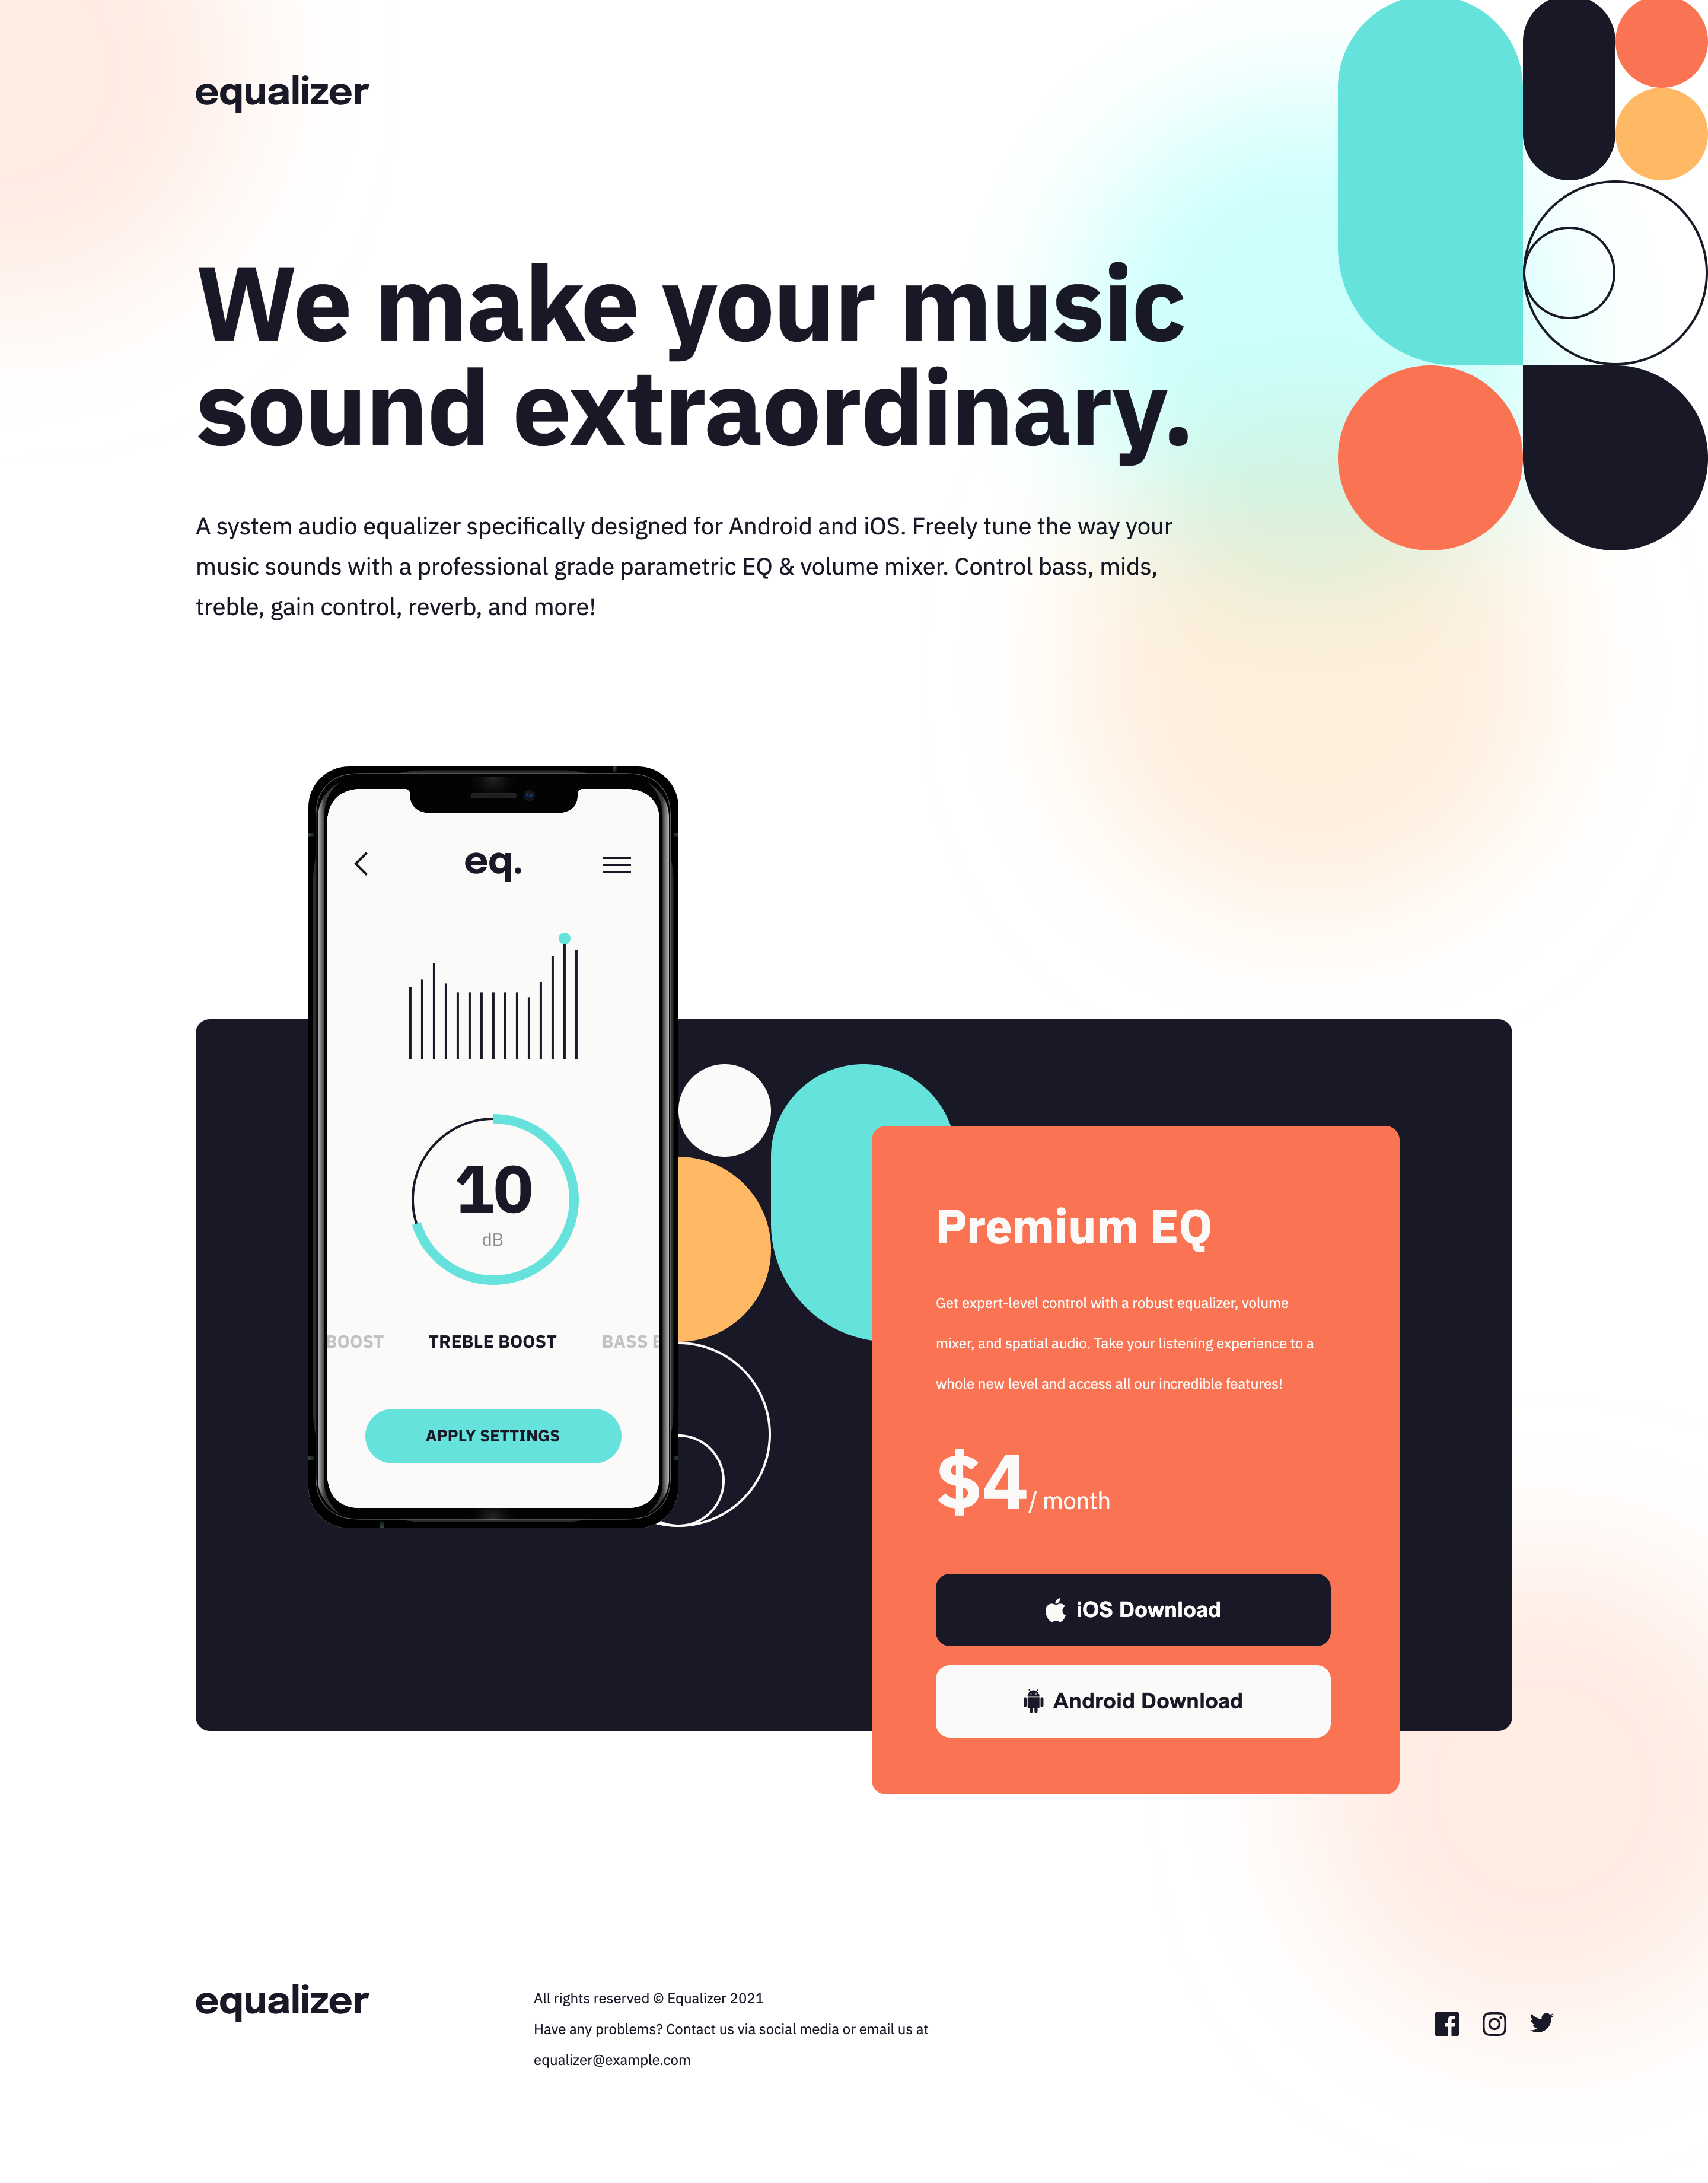 equalizer
We make your music
sound extraordinary.
A system audio equalizer specifically designed for Android and iOS. Freely tune the way your
music sounds with a professional grade parametric EQ & volume mixer. Control bass, mids,
treble, gain control, reverb, and more!
eq.
10
dB
BOOST TREBLE BOOST BASS B
APPLY SETTINGS
Premium EQ
Get expert-level control with a robust equalizer, volume
mixer, and spatial audio. Take your listening experience to a
whole new level and access all our incredible features!
$4/ month
iOS Download
Android Download
equalizer
All rights reserved © Equalizer 2021
Have any problems? Contact us via social media or email us at
equalizer@example.com